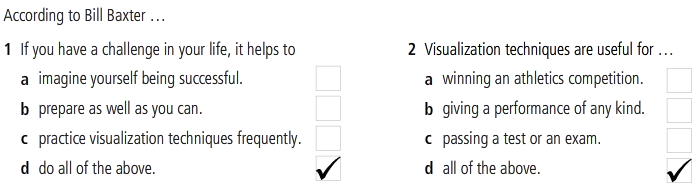 According to Bill Baxter ...
1 If you have a challenge in your life, it helps to
a imagine yourself being successful.
b prepare as well as you can.
c practice visualization techniques frequently.
d do all of the above.
2 Visualization techniques are useful for ...
a winning an athletics competition.
b giving a performance of any kind.
c passing a test or an exam.
d all of the above.